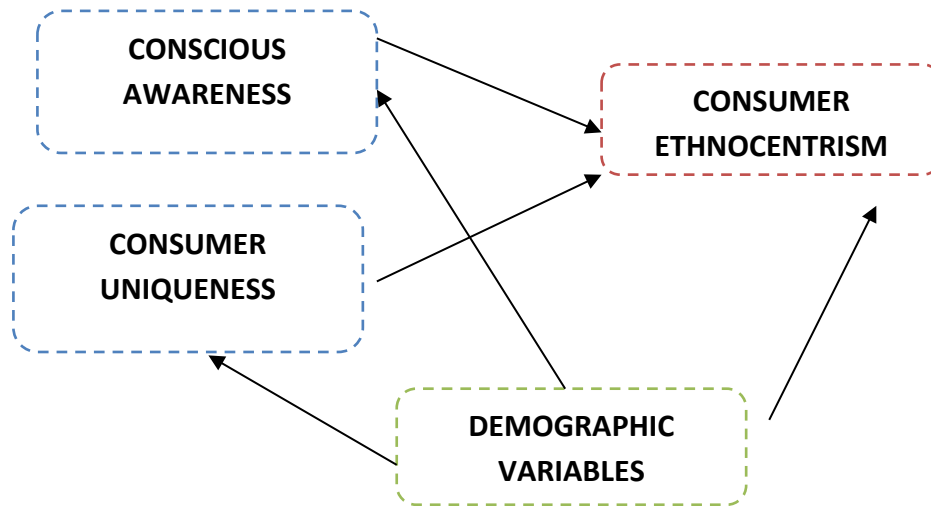 CONSCIOUS
AWARENESS
CONSUMER
ETHNOCENTRISM
CONSUMER
UNIQUENESS
DEMOGRAPHIC
VARIABLES